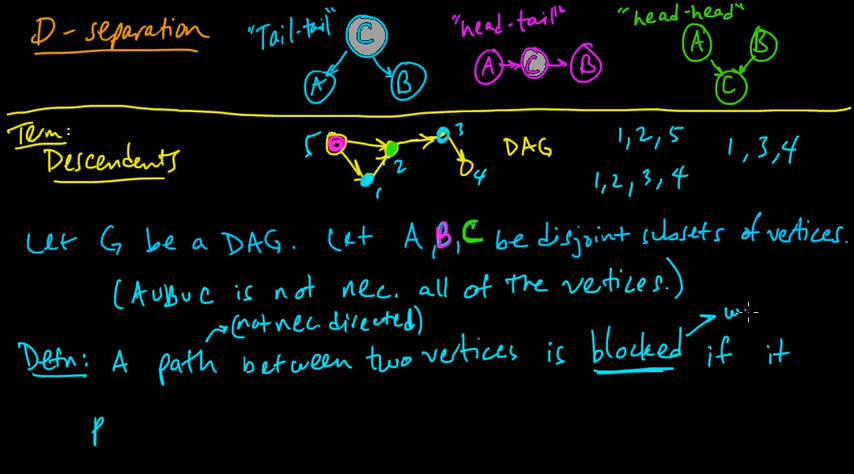 D-separation
"Tail-tail"
"head-tail"
"head-head"
C
A
B
A
C
B
A
B
C
Term:
Descendents
5
3
2
4
1
DAG
1,2,5
1,2,3,4
1,3,4
Let G be a DAG. Let A,B,C be disjoint subsets of vertices.
(A∪B∪C is not nec. all of the vertices.)
(not nec. directed)
w
Defn: A path between two vertices is blocked if it
P